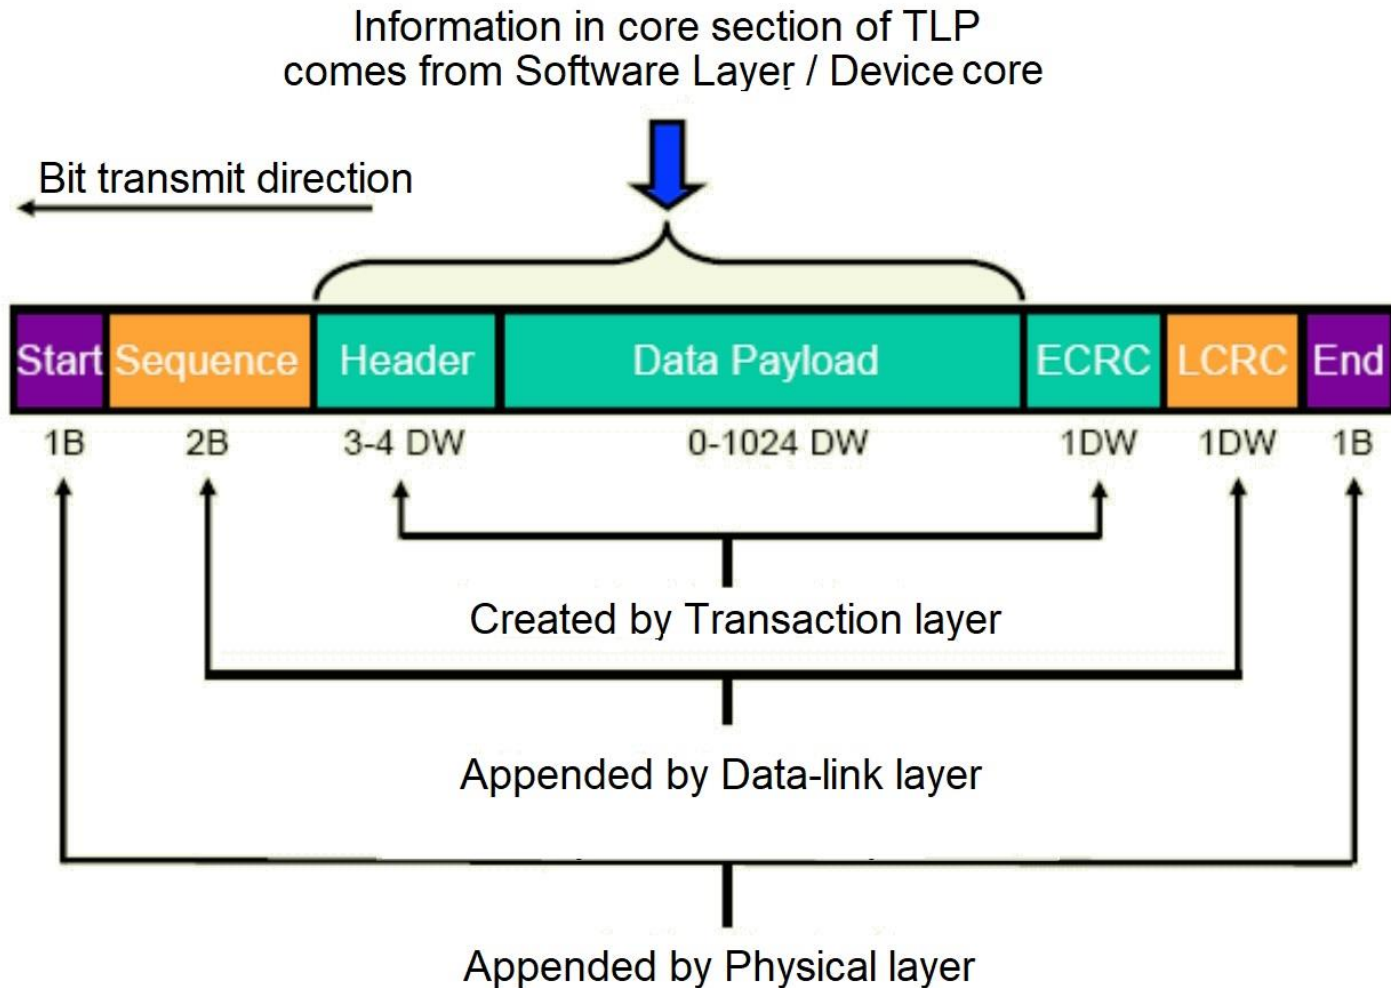 Information in core section of TLP
comes from Software Layer / Device core
Bit transmit direction
Start Sequence Header Data Payload ECRC LCRC End
1B 2B 3-4 DW 0-1024 DW 1DW 1DW 1B
Created by Transaction layer
Appended by Data-link layer
Appended by Physical layer